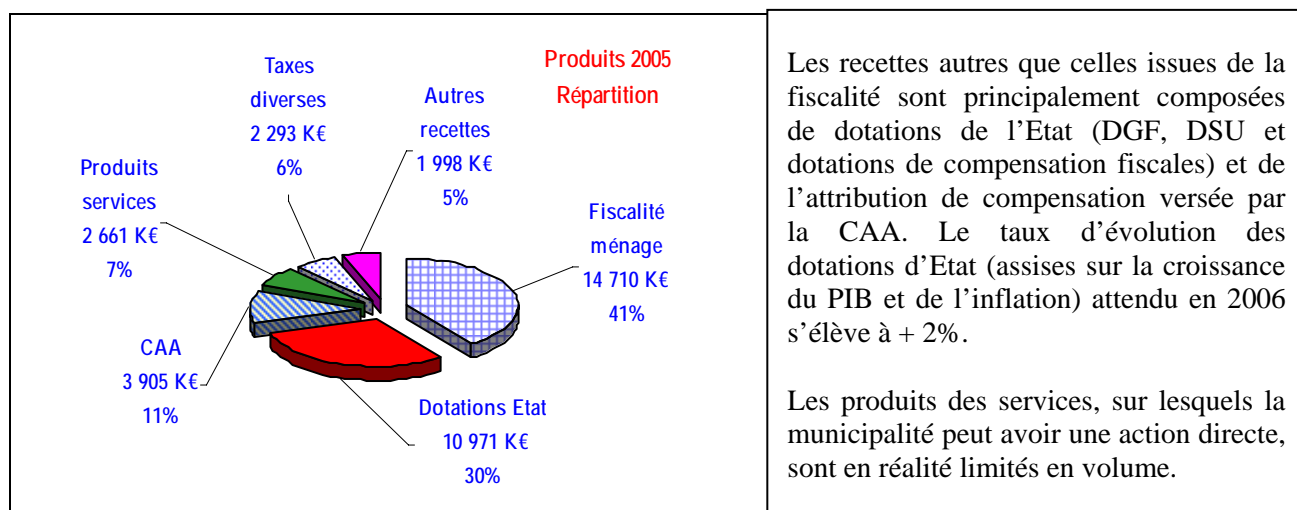 Produits 2005
Répartition
Taxes
diverses
2 293 K€
6%
Autres
recettes
1 998 K€
5%
Produits
services
2 661 K€
7%
Fiscalité
ménage
14 710 K€
41%
CAA
3 905 K€
11%
Dotations Etat
10 971 K€
30%
Les recettes autres que celles issues de la
fiscalité sont principalement composées
de dotations de l’Etat (DGF, DSU et
dotations de compensation fiscales) et de
l’attribution de compensation versée par
la CAA. Le taux d’évolution des
dotations d’Etat (assises sur la croissance
du PIB et de l’inflation) attendu en 2006
s’élève à + 2%.
Les produits des services, sur lesquels la
municipalité peut avoir une action directe,
sont en réalité limités en volume.